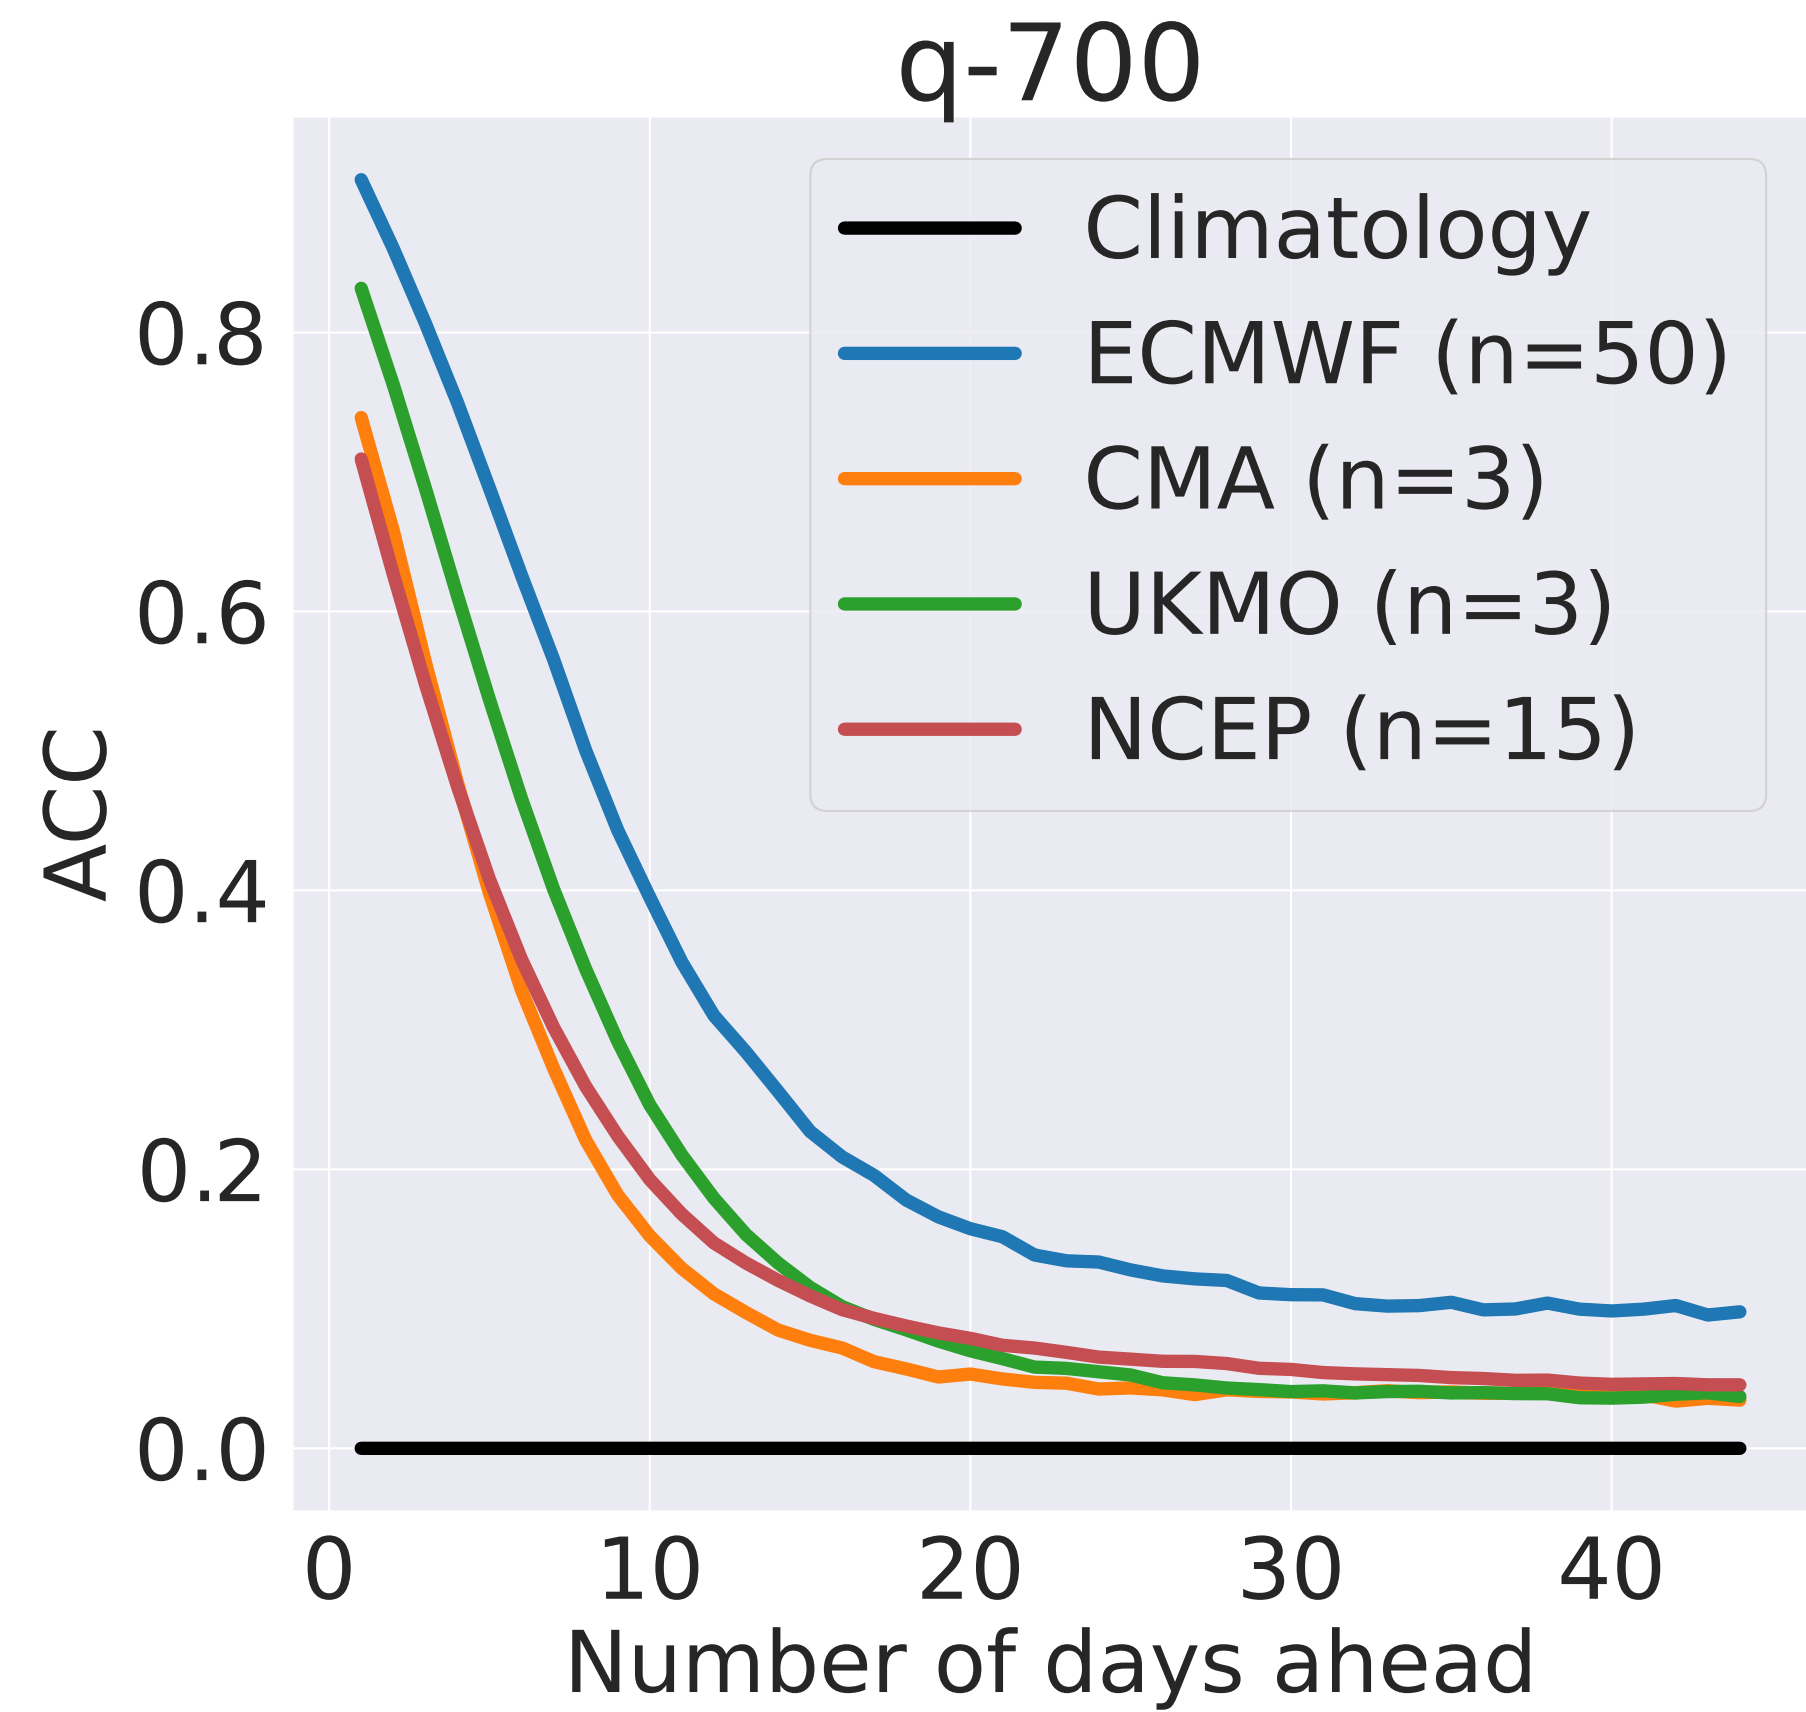 q-700
Climatology
ECMWF (n=50)
CMA (n=3)
UKMO (n=3)
NCEP (n=15)
ACC
0.8
0.6
0.4
0.2
0.0
0 10 20 30 40
Number of days ahead